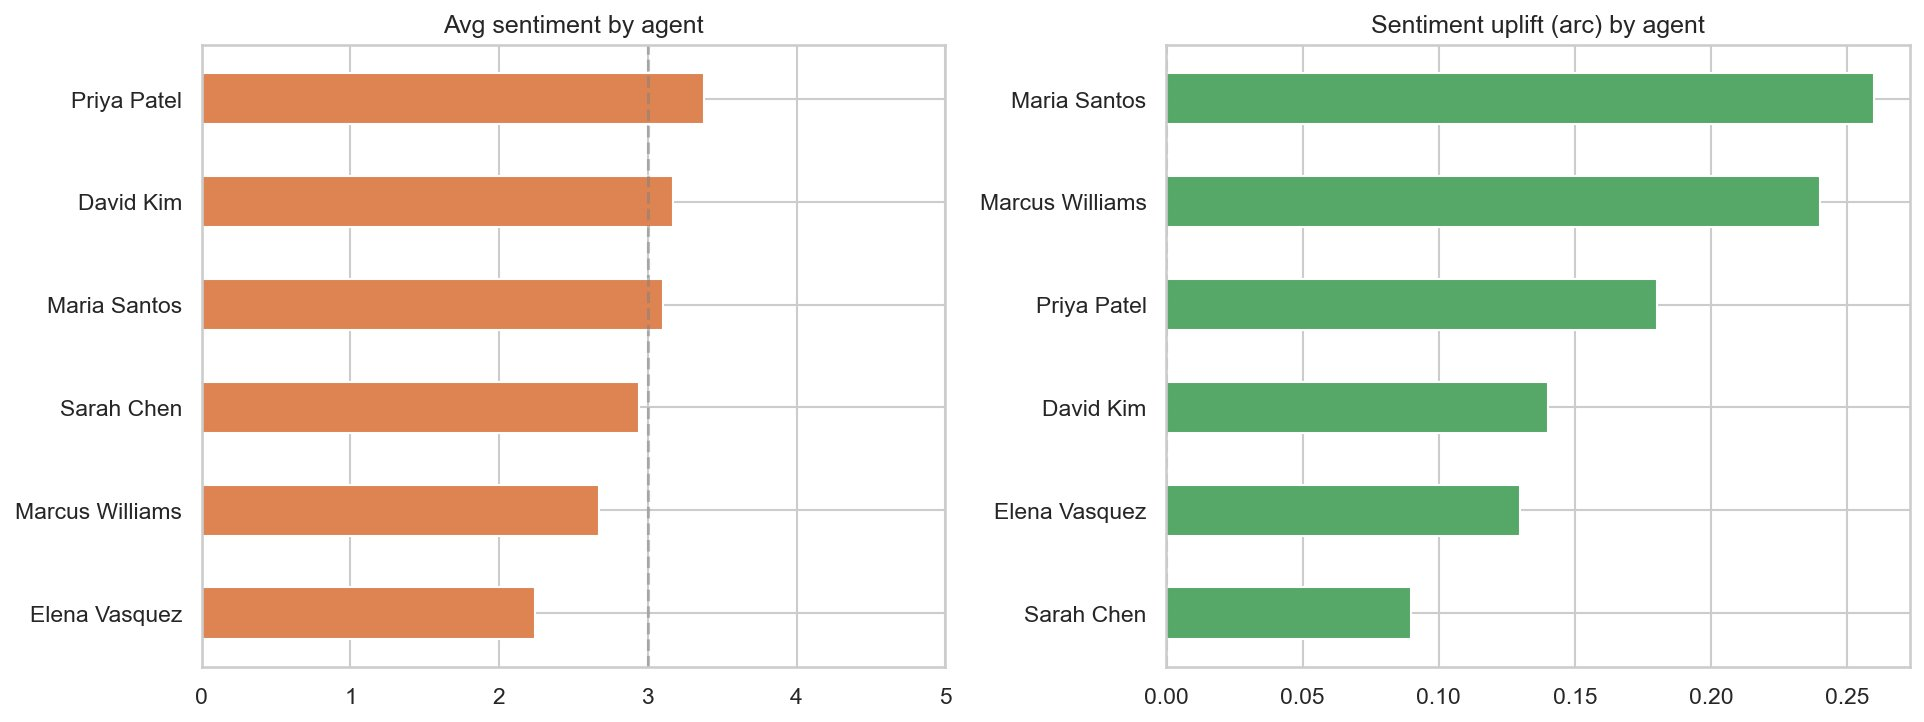 Avg sentiment by agent
Priya Patel
David Kim
Maria Santos
Sarah Chen
Marcus Williams
Elena Vasquez
0 1 2 3 4 5
Sentiment uplift (arc) by agent
Maria Santos
Marcus Williams
Priya Patel
David Kim
Elena Vasquez
Sarah Chen
0.00 0.05 0.10 0.15 0.20 0.25